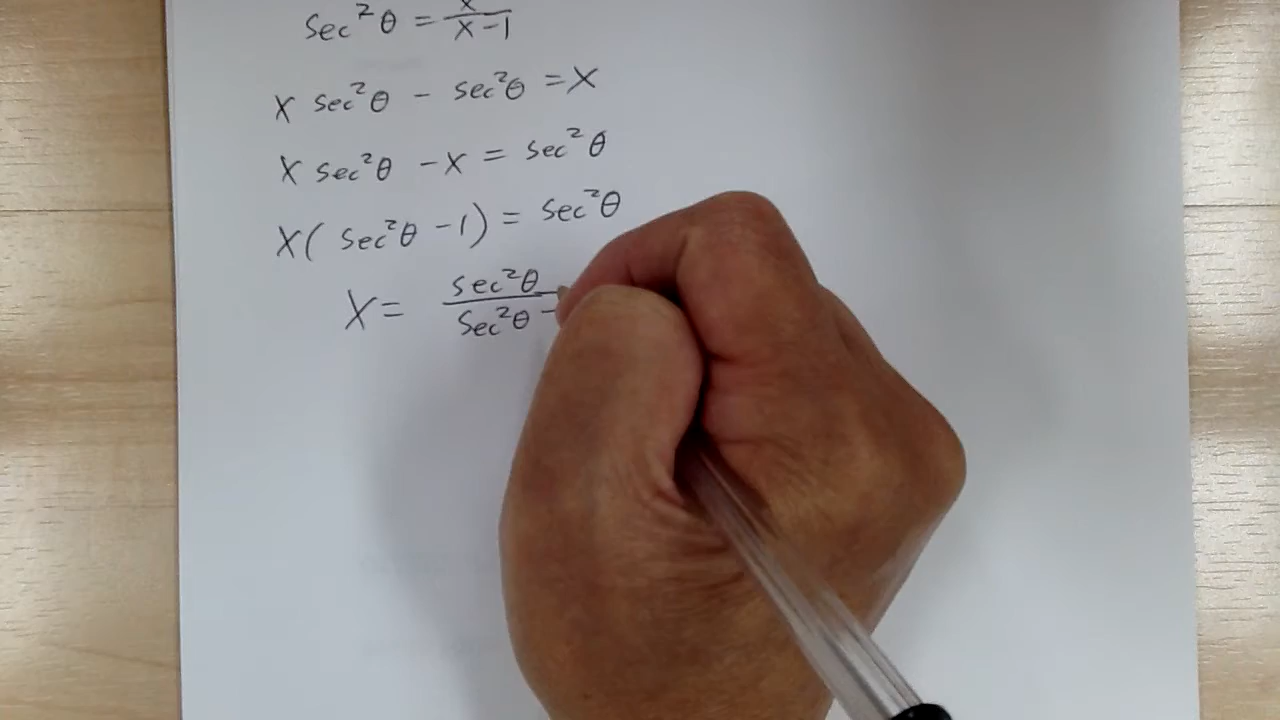 sec²θ = x/x-1
x sec²θ - sec²θ = x
x sec²θ - x = sec²θ
x( sec²θ - 1) = sec²θ
x = sec²θ/sec²θ -